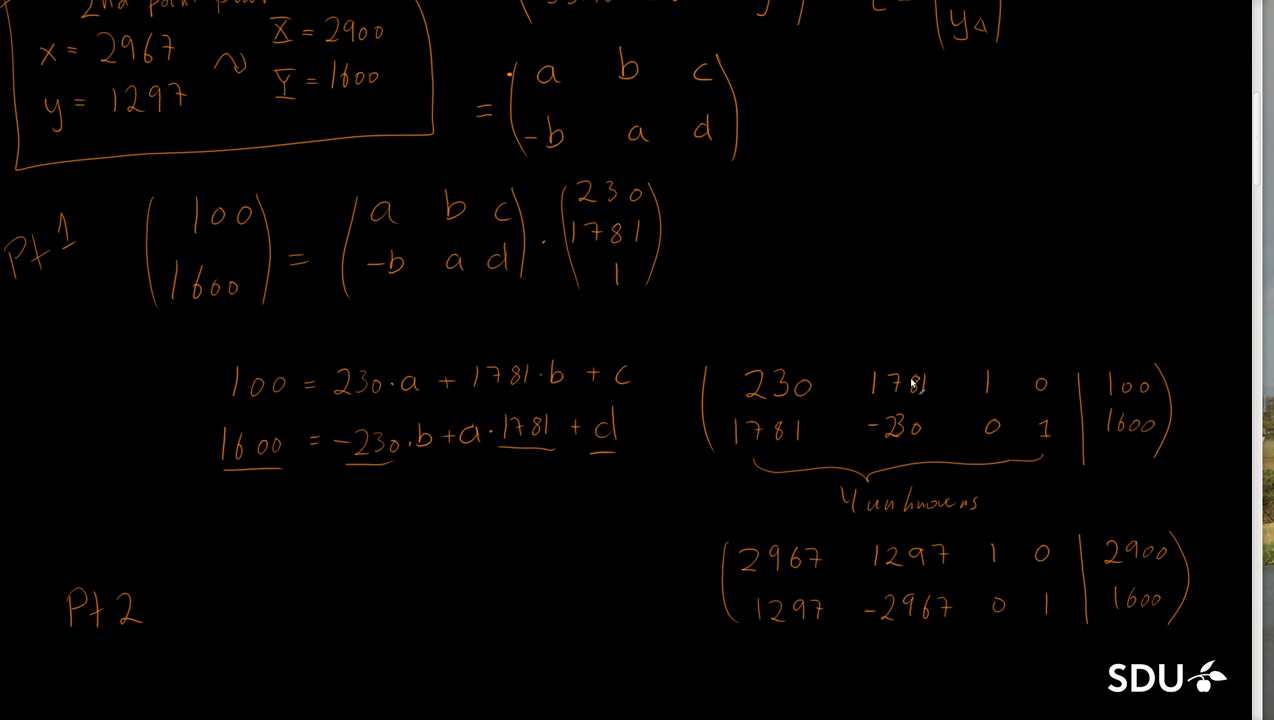 2nd point pair
x = 2967 ⤳ X = 2900
y = 1297 Y = 1600
y_Δ
= ( a b c
-b a d )
Pt 1 ( 100 1600 ) = ( a b c -b a d ) · ( 230 1781 1 )
100 = 230·a + 1781·b + c
1600 = -230·b + a·1781 + d
( 230 1781 1 0 | 100
1781 -230 0 1 | 1600 )
4 unknowns
( 2967 1297 1 0 | 2900
1297 -2967 0 1 | 1600 )
Pt 2
SDU